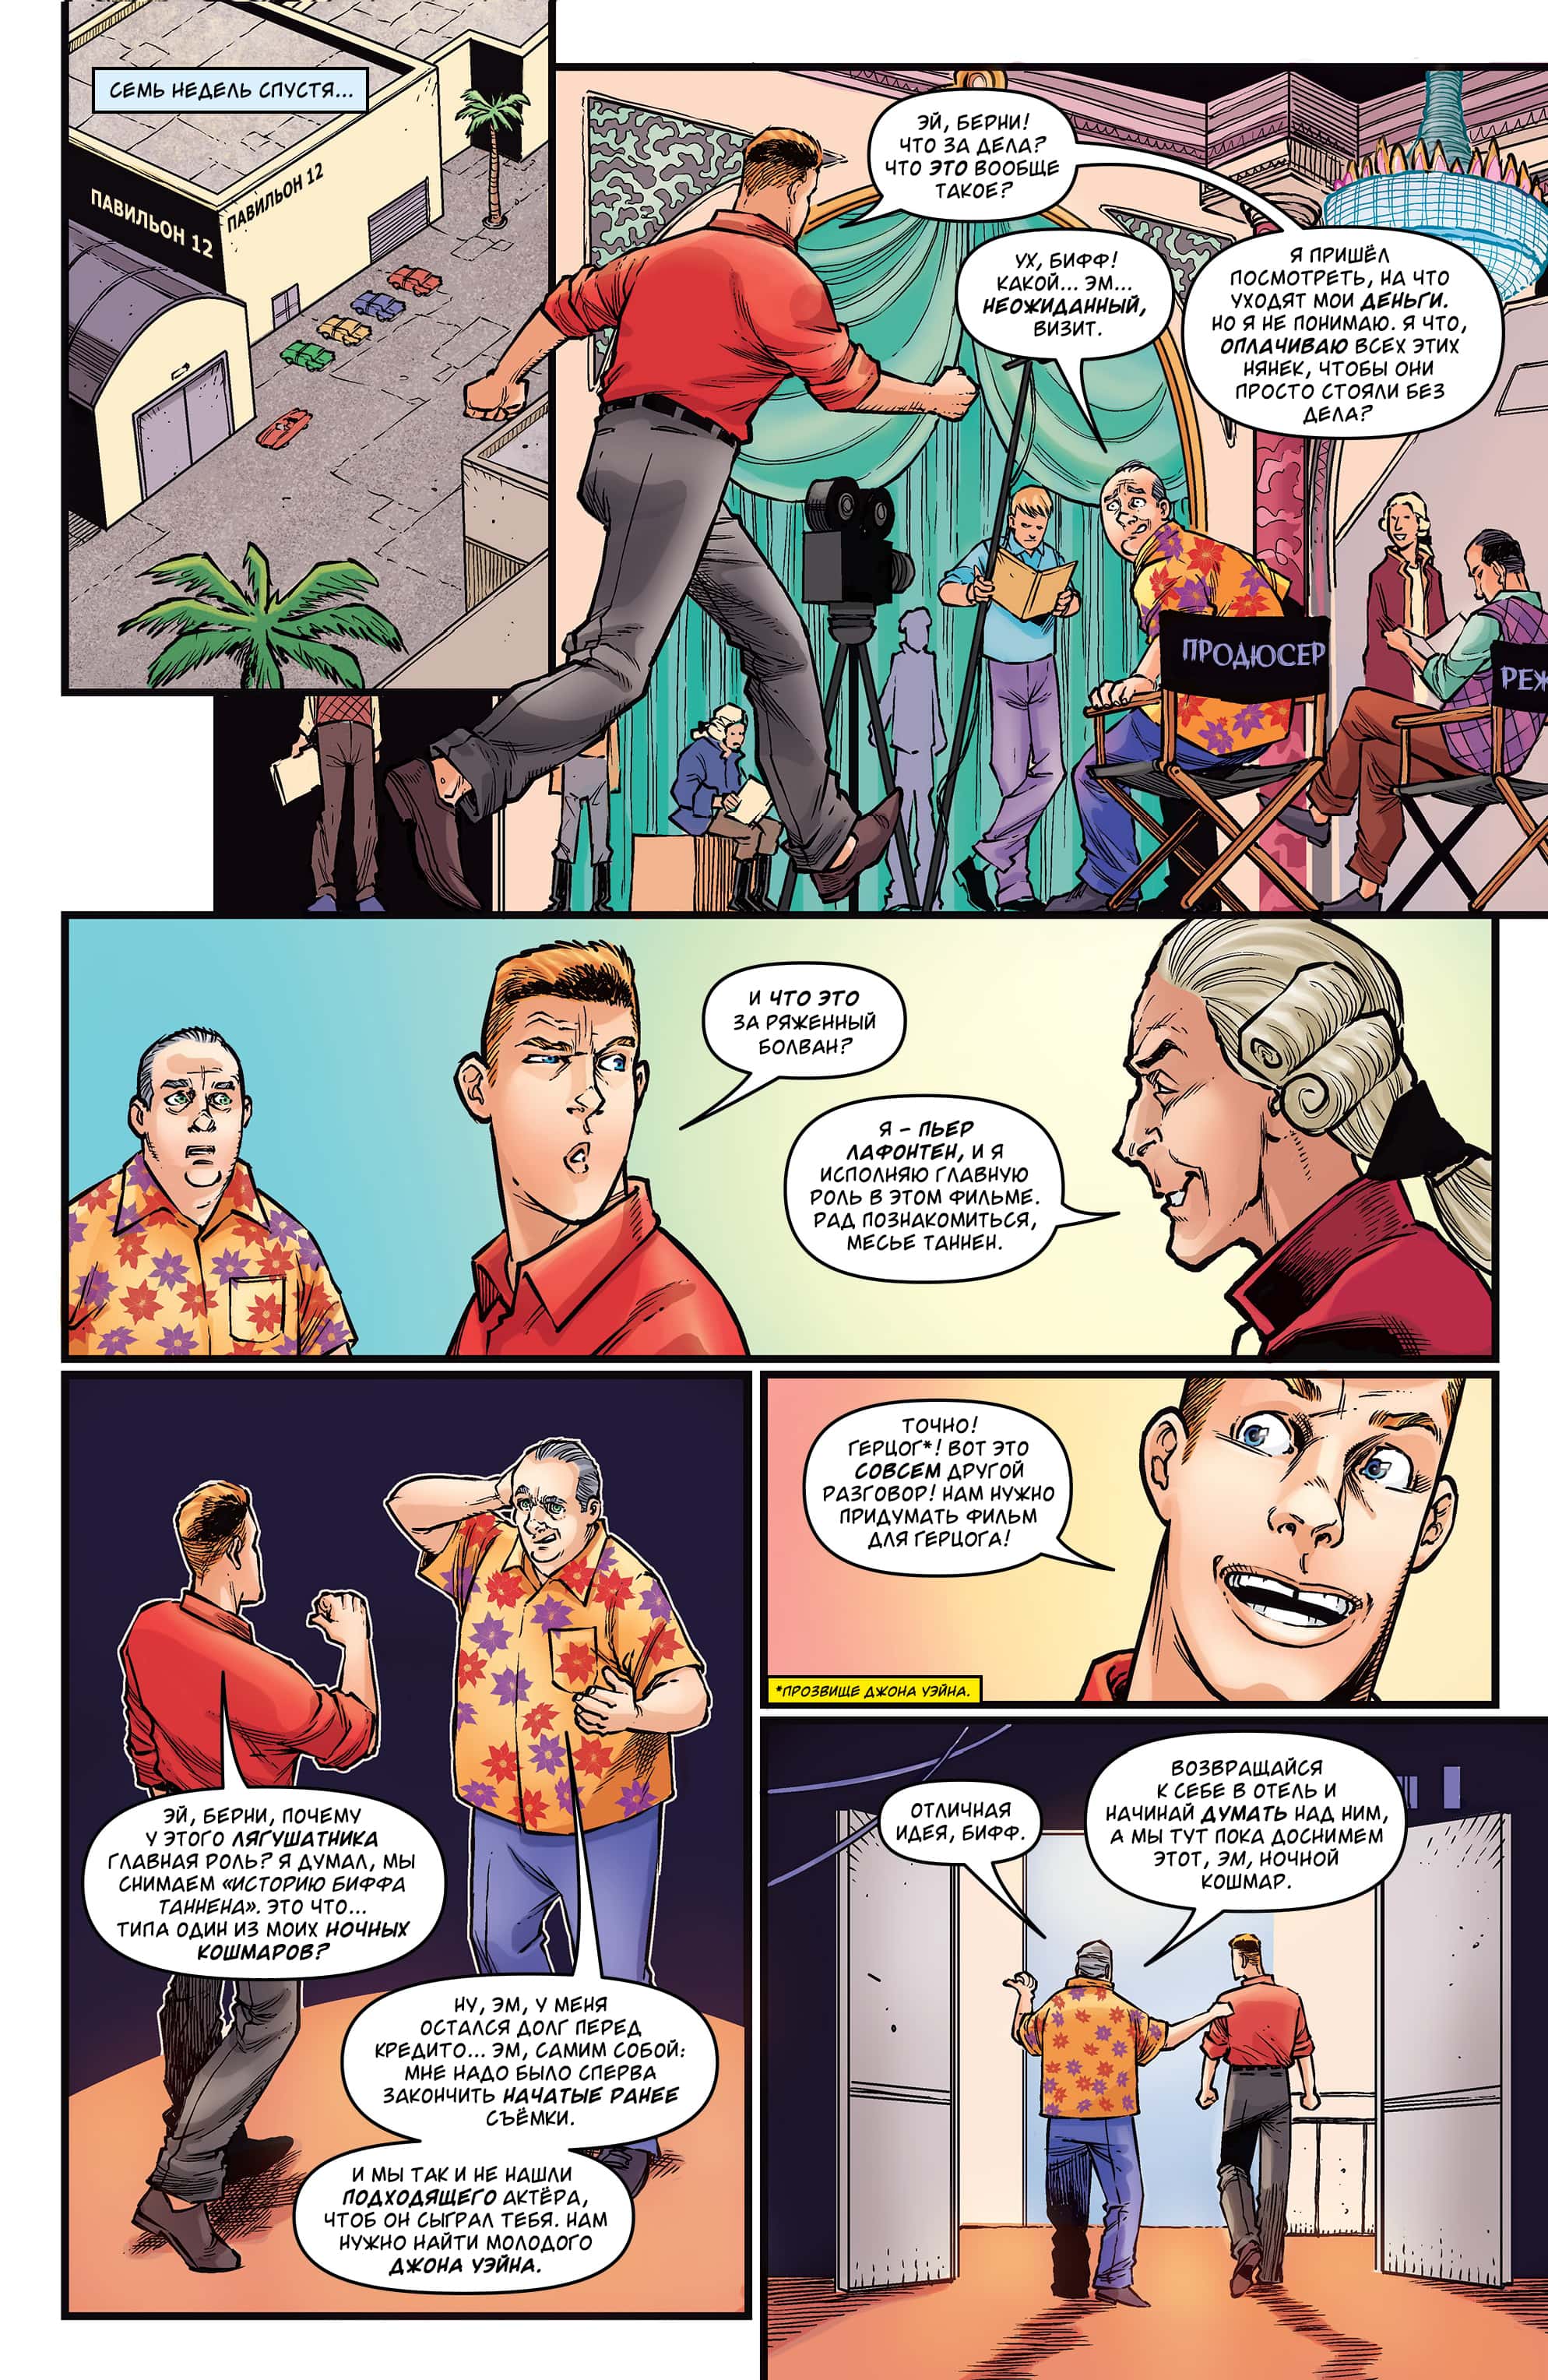 СЕМЬ НЕДЕЛЬ СПУСТЯ...
ПАВИЛЬОН 12
ПАВИЛЬОН 12
ЭЙ, БЕРНИ!
ЧТО ЗА ДЕЛА?
ЧТО ЭТО ВООБЩЕ
ТАКОЕ?
УХ, БИФФ!
КАКОЙ... ЭМ...
НЕОЖИДАННЫЙ,
ВИЗИТ.
Я ПРИШЁЛ
ПОСМОТРЕТЬ, НА ЧТО
УХОДЯТ МОИ ДЕНЬГИ.
НО Я НЕ ПОНИМАЮ. Я ЧТО,
ОПЛАЧИВАЮ ВСЕХ ЭТИХ
НЯНЕК, ЧТОБЫ ОНИ
ПРОСТО СТОЯЛИ БЕЗ
ДЕЛА?
ПРОДЮСЕР
РЕЖ
И ЧТО ЭТО
ЗА РЯЖЕННЫЙ
БОЛВАН?
Я – ПЬЕР
ЛАФОНТЕН, И Я
ИСПОЛНЯЮ ГЛАВНУЮ
РОЛЬ В ЭТОМ ФИЛЬМЕ.
РАД ПОЗНАКОМИТЬСЯ,
МЕСЬЕ ТАННЕН.
ЭЙ, БЕРНИ, ПОЧЕМУ
У ЭТОГО ЛЯГУШАТНИКА
ГЛАВНАЯ РОЛЬ? Я ДУМАЛ, МЫ
СНИМАЕМ «ИСТОРИЮ БИФФА
ТАННЕНА». ЭТО ЧТО...
ТИПА ОДИН ИЗ МОИХ НОЧНЫХ
КОШМАРОВ?
НУ, ЭМ, У МЕНЯ
ОСТАЛСЯ ДОЛГ ПЕРЕД
КРЕДИТО... ЭМ, САМИМ СОБОЙ:
МНЕ НАДО БЫЛО СПЕРВА
ЗАКОНЧИТЬ НАЧАТЫЕ РАНЕЕ
СЪЁМКИ.
И МЫ ТАК И НЕ НАШЛИ
ПОДХОДЯЩЕГО АКТЁРА,
ЧТОБ ОН СЫГРАЛ ТЕБЯ. НАМ
НУЖНО НАЙТИ МОЛОДОГО
ДЖОНА УЭЙНА.
ТОЧНО!
ГЕРЦОГ*! ВОТ ЭТО
СОВСЕМ ДРУГОЙ
РАЗГОВОР! НАМ НУЖНО
ПРИДУМАТЬ ФИЛЬМ
ДЛЯ ГЕРЦОГА!
*ПРОЗВИЩЕ ДЖОНА УЭЙНА.
ОТЛИЧНАЯ
ИДЕЯ, БИФФ.
ВОЗВРАЩАЙСЯ
К СЕБЕ В ОТЕЛЬ И
НАЧИНАЙ ДУМАТЬ НАД НИМ,
А МЫ ТУТ ПОКА ДОСНИМЕМ
ЭТОТ, ЭМ, НОЧНОЙ
КОШМАР.